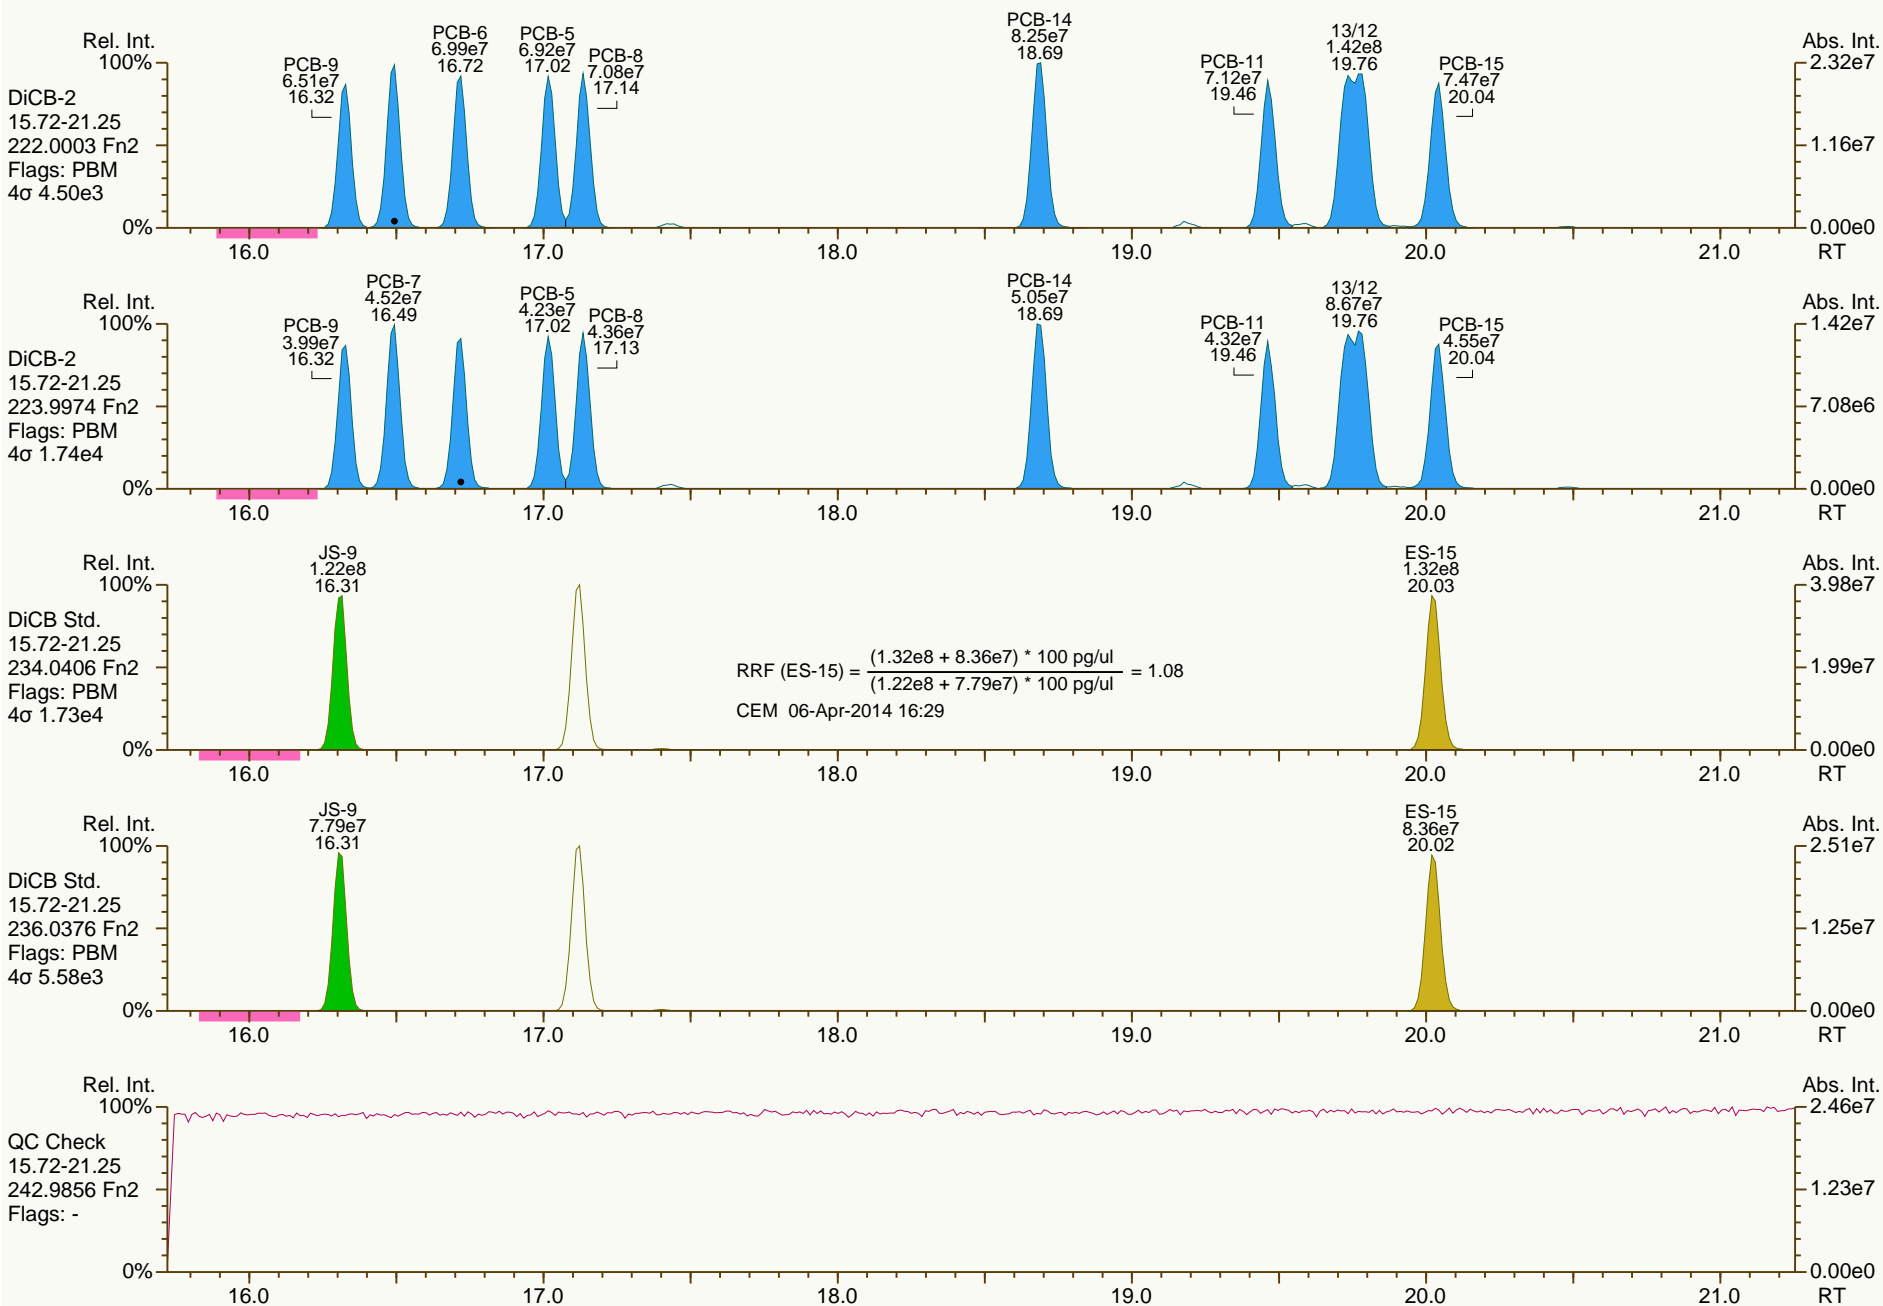 Rel. Int.
100%
0%
DiCB-2
15.72-21.25
222.0003 Fn2
Flags: PBM
4σ 4.50e3
PCB-9
6.51e7
16.32
PCB-6
6.99e7
16.72
PCB-5
6.92e7
17.02
PCB-8
7.08e7
17.14
PCB-14
8.25e7
18.69
PCB-11
7.12e7
19.46
13/12
1.42e8
19.76
PCB-15
7.47e7
20.04
Abs. Int.
2.32e7
1.16e7
0.00e0
16.0 17.0 18.0 19.0 20.0 21.0 RT
Rel. Int.
100%
0%
DiCB-2
15.72-21.25
223.9974 Fn2
Flags: PBM
4σ 1.74e4
PCB-9
3.99e7
16.32
PCB-7
4.52e7
16.49
PCB-5
4.23e7
17.02
PCB-8
4.36e7
17.13
PCB-14
5.05e7
18.69
PCB-11
4.32e7
19.46
13/12
8.67e7
19.76
PCB-15
4.55e7
20.04
Abs. Int.
1.42e7
7.08e6
0.00e0
16.0 17.0 18.0 19.0 20.0 21.0 RT
Rel. Int.
100%
0%
DiCB Std.
15.72-21.25
234.0406 Fn2
Flags: PBM
4σ 1.73e4
JS-9
1.22e8
16.31
RRF (ES-15) = (1.32e8 + 8.36e7) * 100 pg/ul
(1.22e8 + 7.79e7) * 100 pg/ul = 1.08
CEM 06-Apr-2014 16:29
ES-15
1.32e8
20.03
Abs. Int.
3.98e7
1.99e7
0.00e0
16.0 17.0 18.0 19.0 20.0 21.0 RT
Rel. Int.
100%
0%
DiCB Std.
15.72-21.25
236.0376 Fn2
Flags: PBM
4σ 5.58e3
JS-9
7.79e7
16.31
ES-15
8.36e7
20.02
Abs. Int.
2.51e7
1.25e7
0.00e0
16.0 17.0 18.0 19.0 20.0 21.0 RT
Rel. Int.
100%
0%
QC Check
15.72-21.25
242.9856 Fn2
Flags: -
Abs. Int.
2.46e7
1.23e7
0.00e0
16.0 17.0 18.0 19.0 20.0 21.0 RT